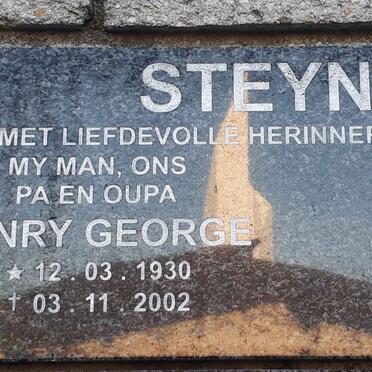 STEYN
MET LIEFDEVOLLE HERINNER
MY MAN, ONS
PA EN OUPA
NRY GEORGE
★ 12 . 03 . 1930
† 03 . 11 . 2002